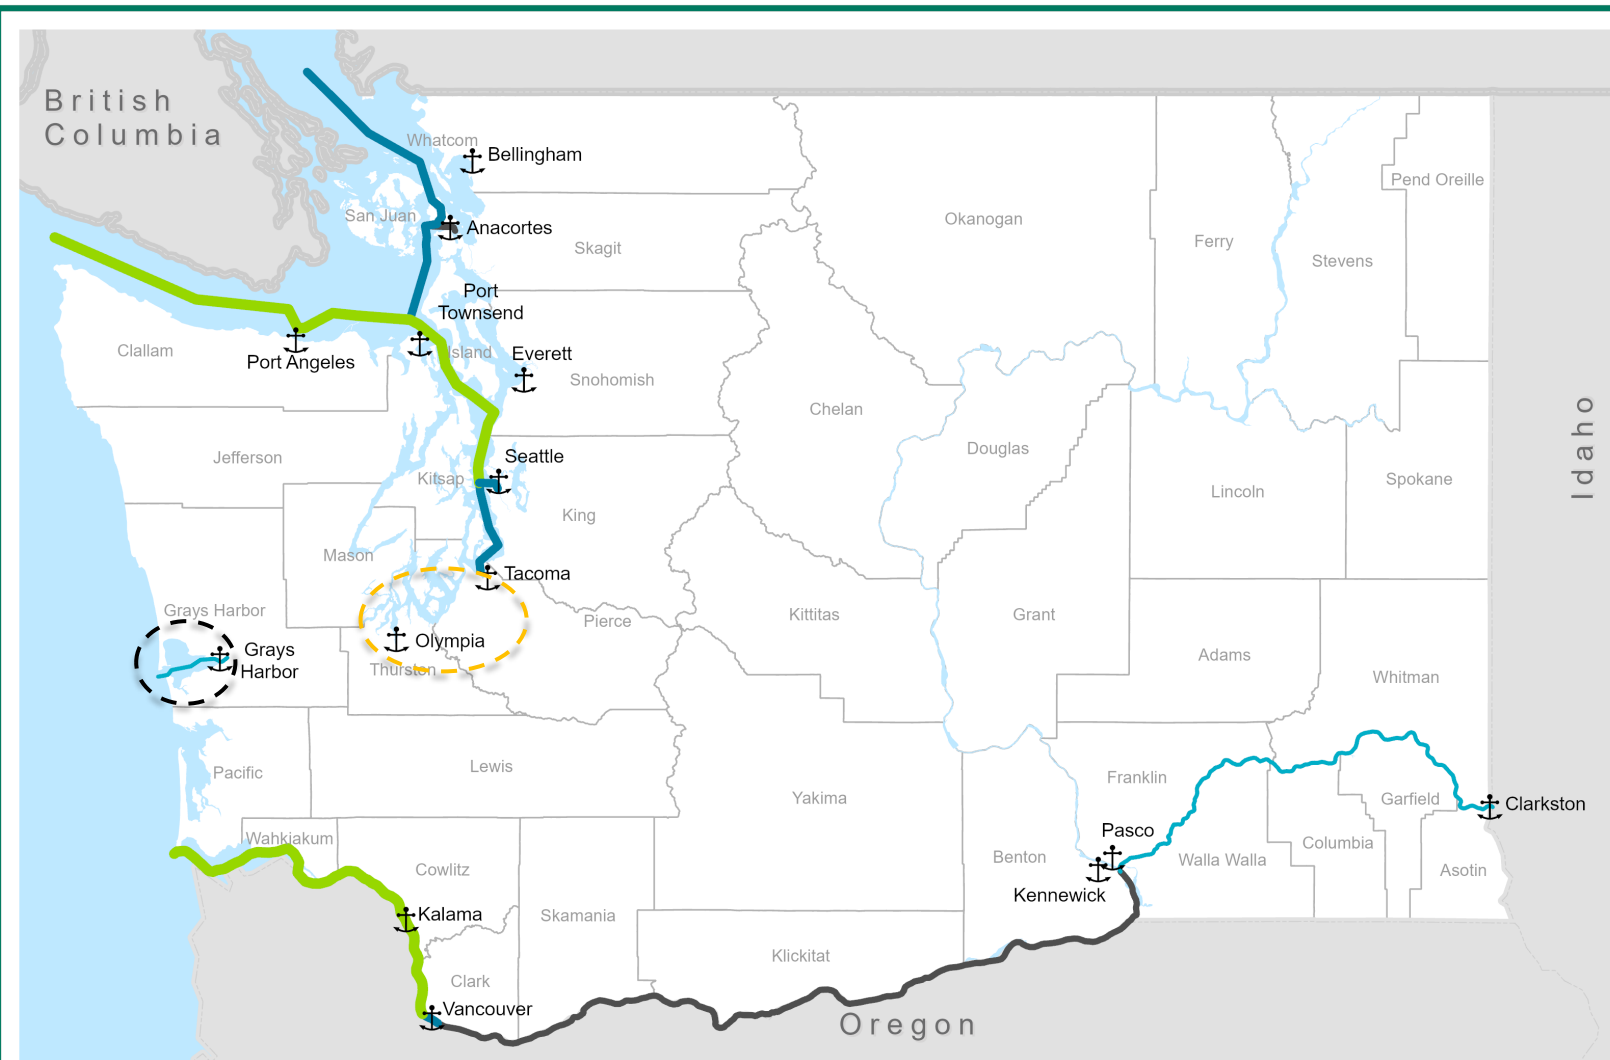 British
Columbia
Whatcom
Bellingham
Pend Oreille
San Juan
Anacortes
Okanogan
Skagit
Ferry
Stevens
Port
Townsend
Clallam
Port Angeles
Island
Everett
Snohomish
Chelan
Idaho
Jefferson
Kitsap
Seattle
Douglas
Lincoln
Spokane
King
Mason
Tacoma
Grays Harbor
Kittitas
Grant
Pierce
Olympia
Grays
Harbor
Thurston
Adams
Whitman
Pacific
Lewis
Yakima
Franklin
Garfield
Clarkston
Wahkiakum
Pasco
Columbia
Benton
Walla Walla
Cowlitz
Asotin
Kennewick
Kalama
Skamania
Klickitat
Clark
Vancouver
Oregon